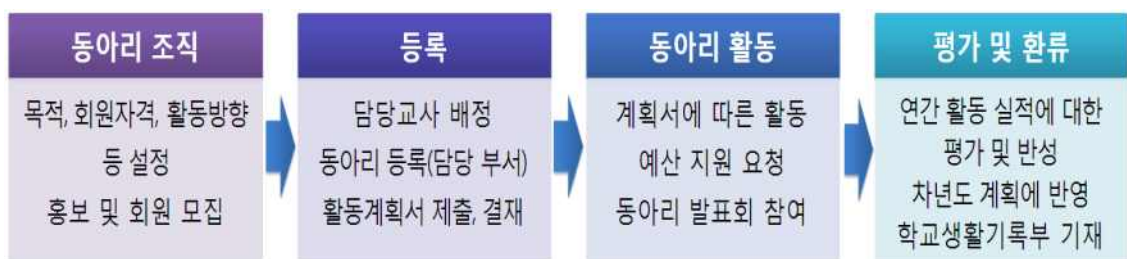 동아리 조직
목적, 회원자격, 활동방향
등 설정
홍보 및 회원 모집
등록
담당교사 배정
동아리 등록(담당 부서)
활동계획서 제출, 결재
동아리 활동
계획서에 따른 활동
예산 지원 요청
동아리 발표회 참여
평가 및 환류
연간 활동 실적에 대한
평가 및 반성
차년도 계획에 반영
학교생활기록부 기재